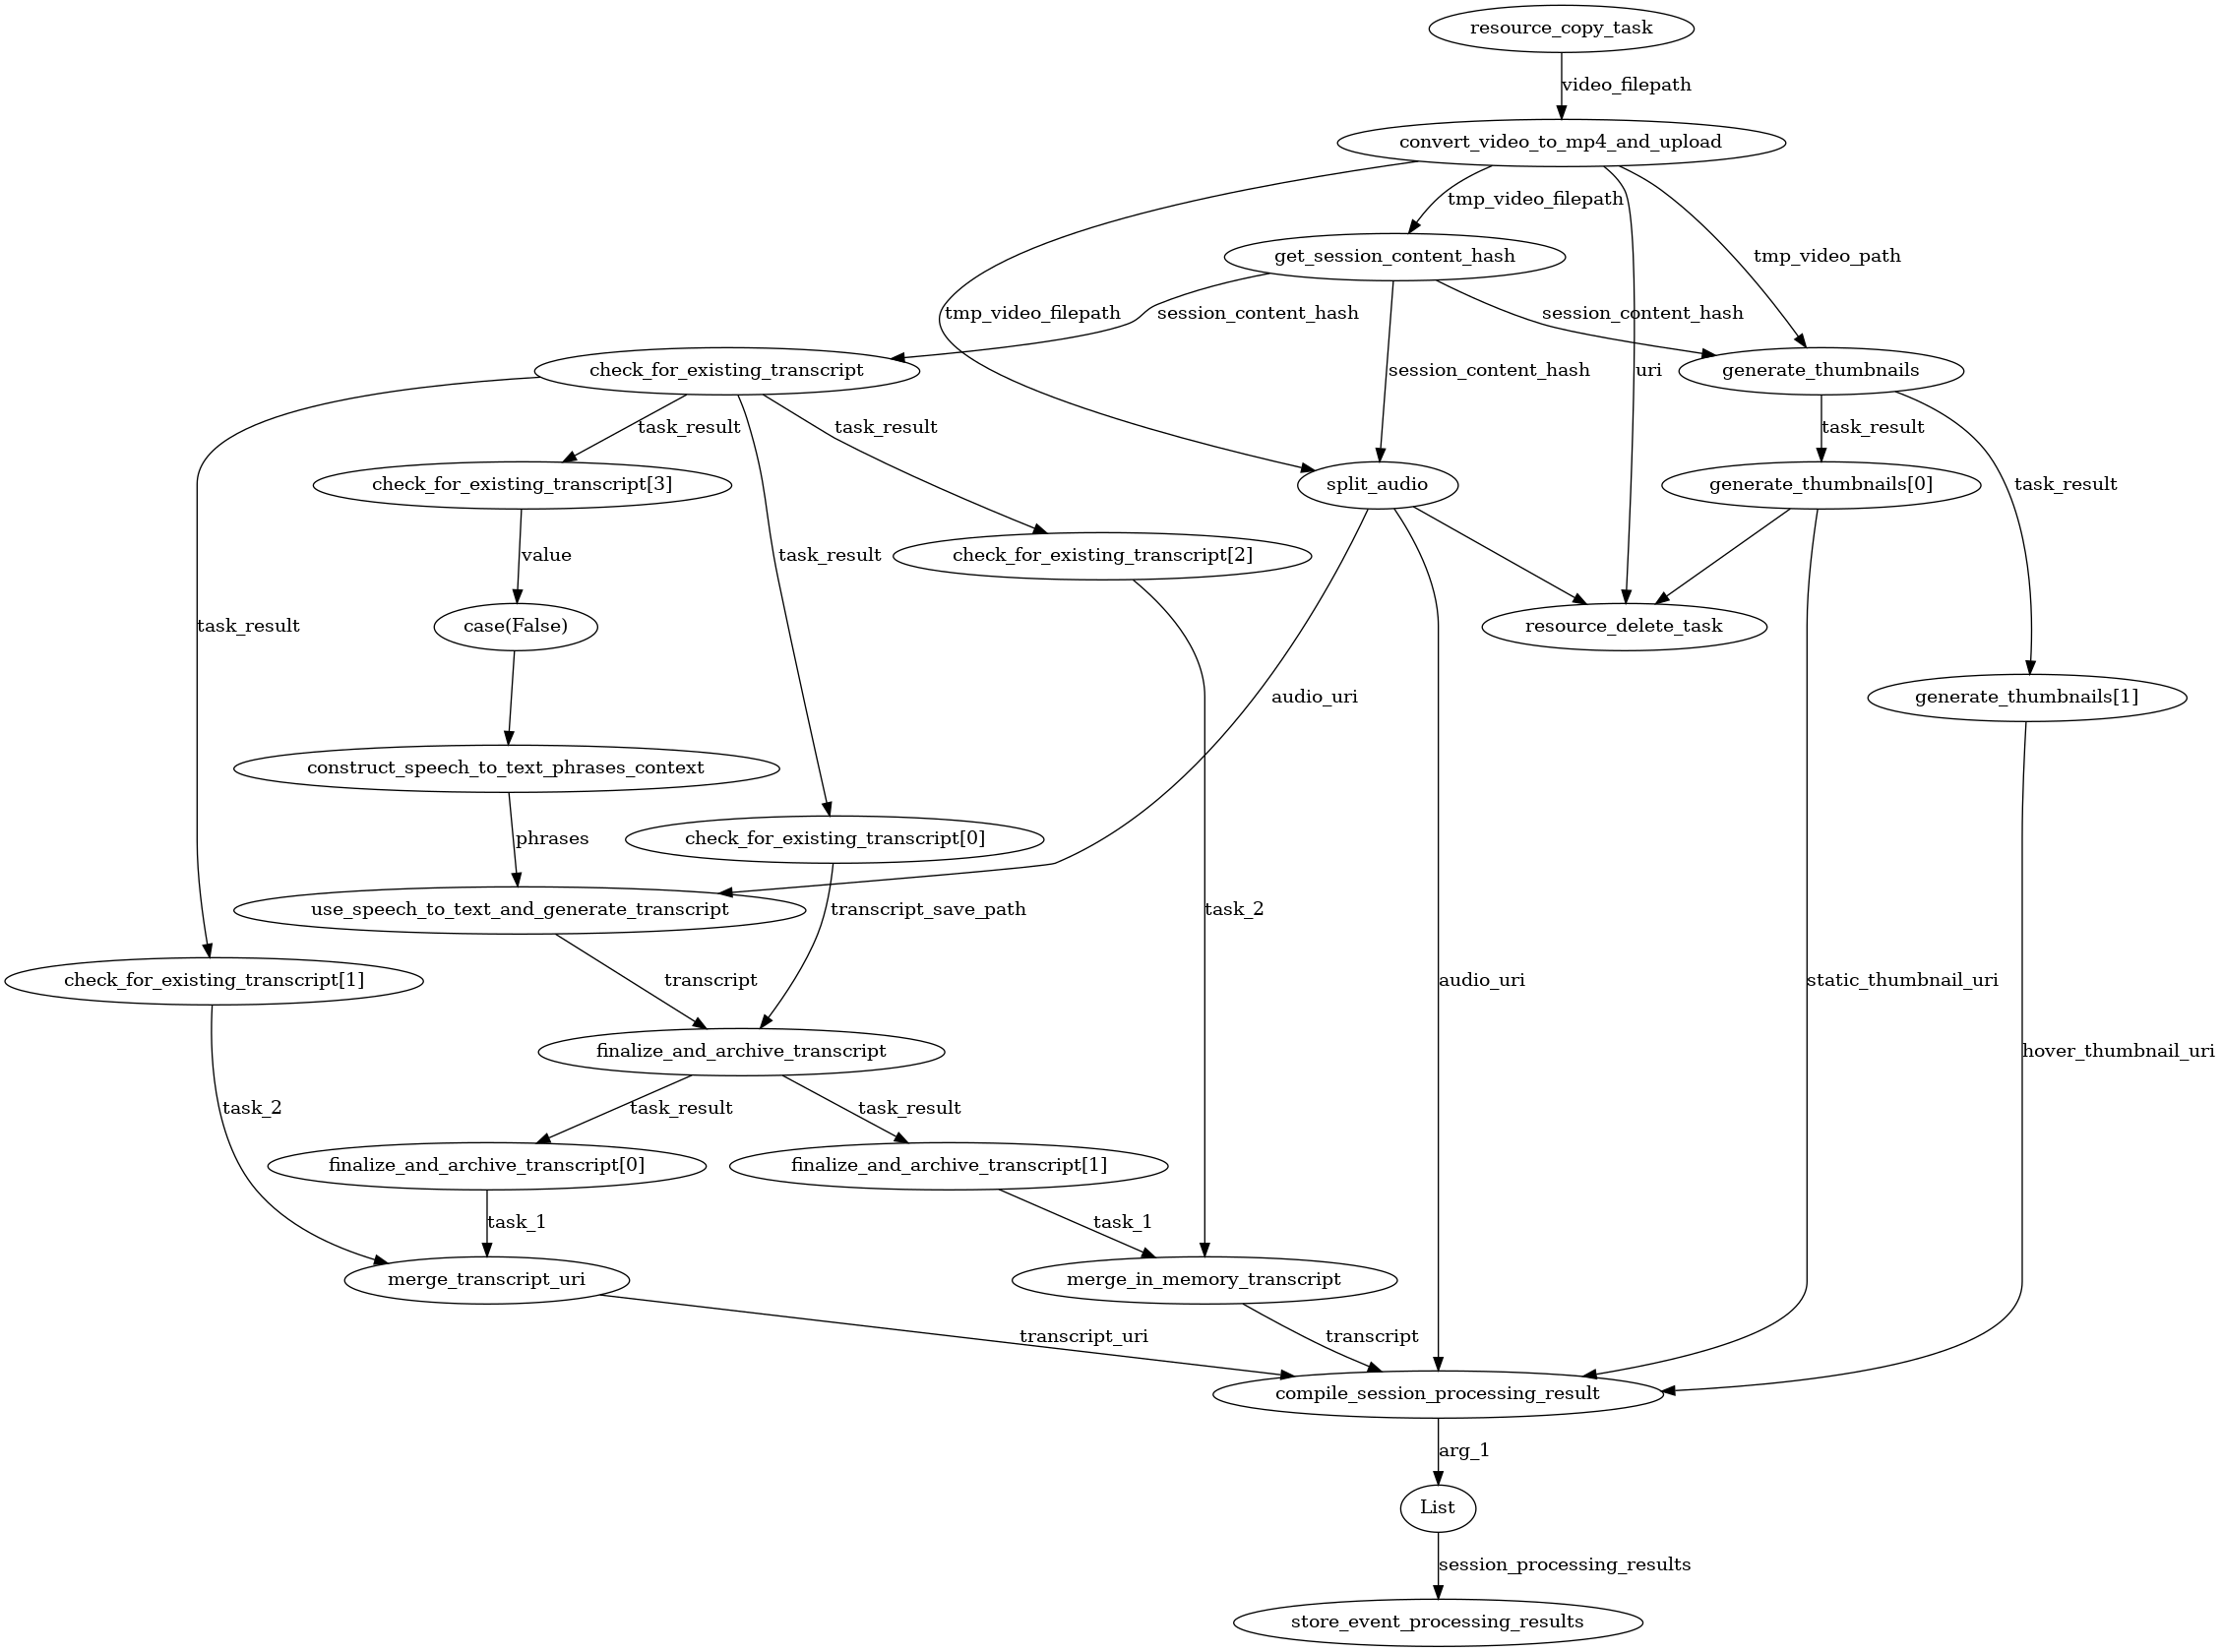 resource_copy_task
video_filepath
convert_video_to_mp4_and_upload
tmp_video_filepath
get_session_content_hash
tmp_video_path
tmp_video_filepath
session_content_hash
session_content_hash
check_for_existing_transcript
session_content_hash
uri
generate_thumbnails
task_result
task_result
task_result
check_for_existing_transcript[3]
split_audio
generate_thumbnails[0]
task_result
value
task_result
check_for_existing_transcript[2]
task_result
case(False)
resource_delete_task
audio_uri
generate_thumbnails[1]
construct_speech_to_text_phrases_context
phrases
check_for_existing_transcript[0]
use_speech_to_text_and_generate_transcript
transcript_save_path
task_2
check_for_existing_transcript[1]
transcript
audio_uri
static_thumbnail_uri
finalize_and_archive_transcript
hover_thumbnail_uri
task_2
task_result
task_result
finalize_and_archive_transcript[0]
finalize_and_archive_transcript[1]
task_1
task_1
merge_transcript_uri
merge_in_memory_transcript
transcript_uri
transcript
compile_session_processing_result
arg_1
List
session_processing_results
store_event_processing_results